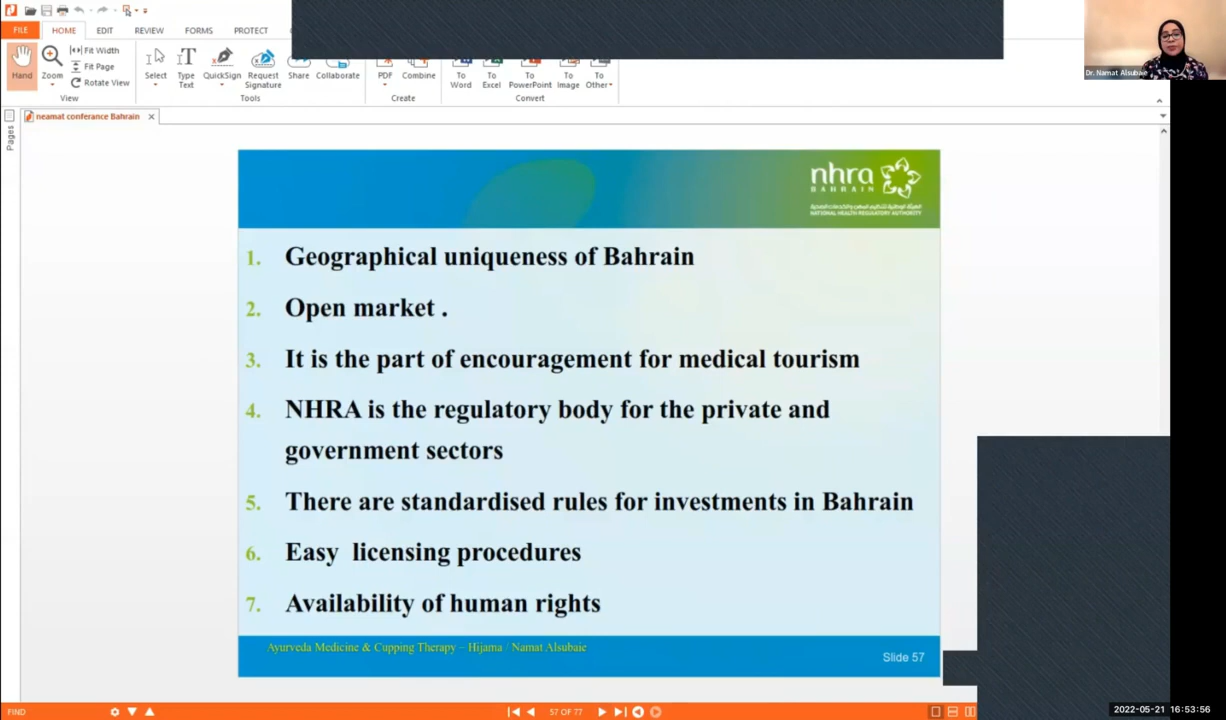 FILE HOME EDIT REVIEW FORMS PROTECT
Hand
Zoom
Fit Width
Fit Page
Rotate View
View
Select
Type Text
QuickSign
Request Signature
Share
Collaborate
Tools
PDF
Combine
Create
To Word
To Excel
To PowerPoint
To Image
To Other
Convert
Dr. Namat Alsubaie
neamat conferance Bahrain
Pages
nhra
BAHRAIN
NATIONAL HEALTH REGULATORY AUTHORITY
1. Geographical uniqueness of Bahrain
2. Open market .
3. It is the part of encouragement for medical tourism
4. NHRA is the regulatory body for the private and
government sectors
5. There are standardised rules for investments in Bahrain
6. Easy licensing procedures
7. Availability of human rights
Ayurveda Medicine & Cupping Therapy – Hijama / Namat Alsubaie
Slide 57
FIND
57 OF 77
2022-05-21 16:53:56